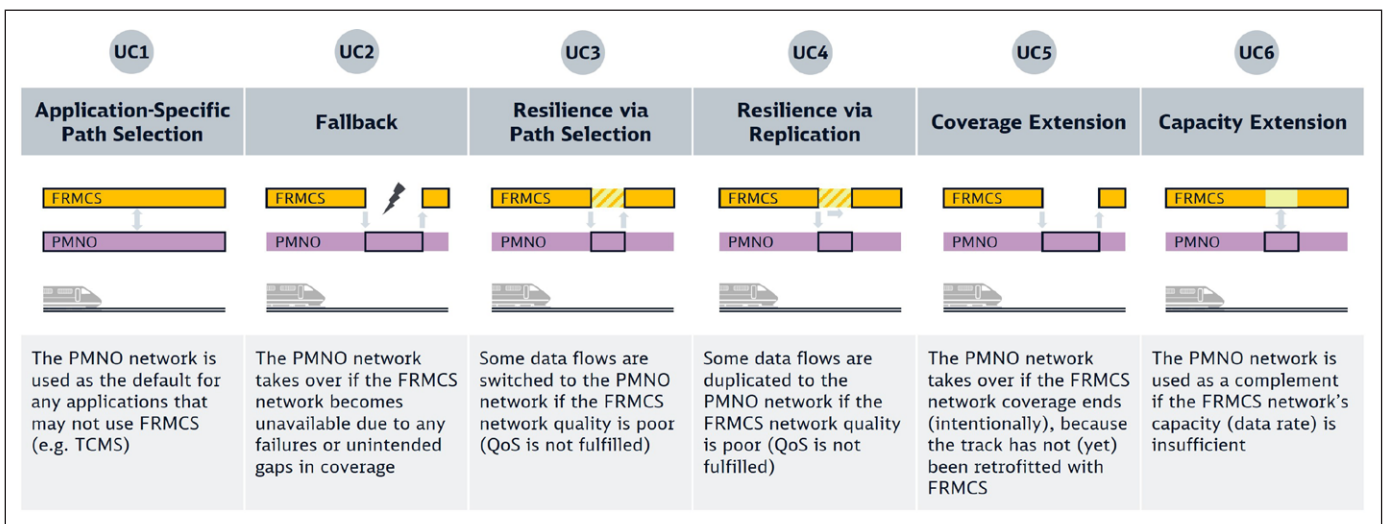 UC1
UC2
UC3
UC4
UC5
UC6
Application-Specific
Path Selection
Fallback
Resilience via
Path Selection
Resilience via
Replication
Coverage Extension
Capacity Extension
FRMCS
PMNO
FRMCS
PMNO
FRMCS
PMNO
FRMCS
PMNO
FRMCS
PMNO
FRMCS
PMNO
The PMNO network is
used as the default for
any applications that
may not use FRMCS
(e.g. TCMS)
The PMNO network
takes over if the FRMCS
network becomes
unavailable due to any
failures or unintended
gaps in coverage
Some data flows are
switched to the PMNO
network if the FRMCS
network quality is poor
(QoS is not fulfilled)
Some data flows are
duplicated to the
PMNO network if the
FRMCS network quality
is poor (QoS is not
fulfilled)
The PMNO network
takes over if the FRMCS
network coverage ends
(intentionally), because
the track has not (yet)
been retrofitted with
FRMCS
The PMNO network is
used as a complement
if the FRMCS network’s
capacity (data rate) is
insufficient